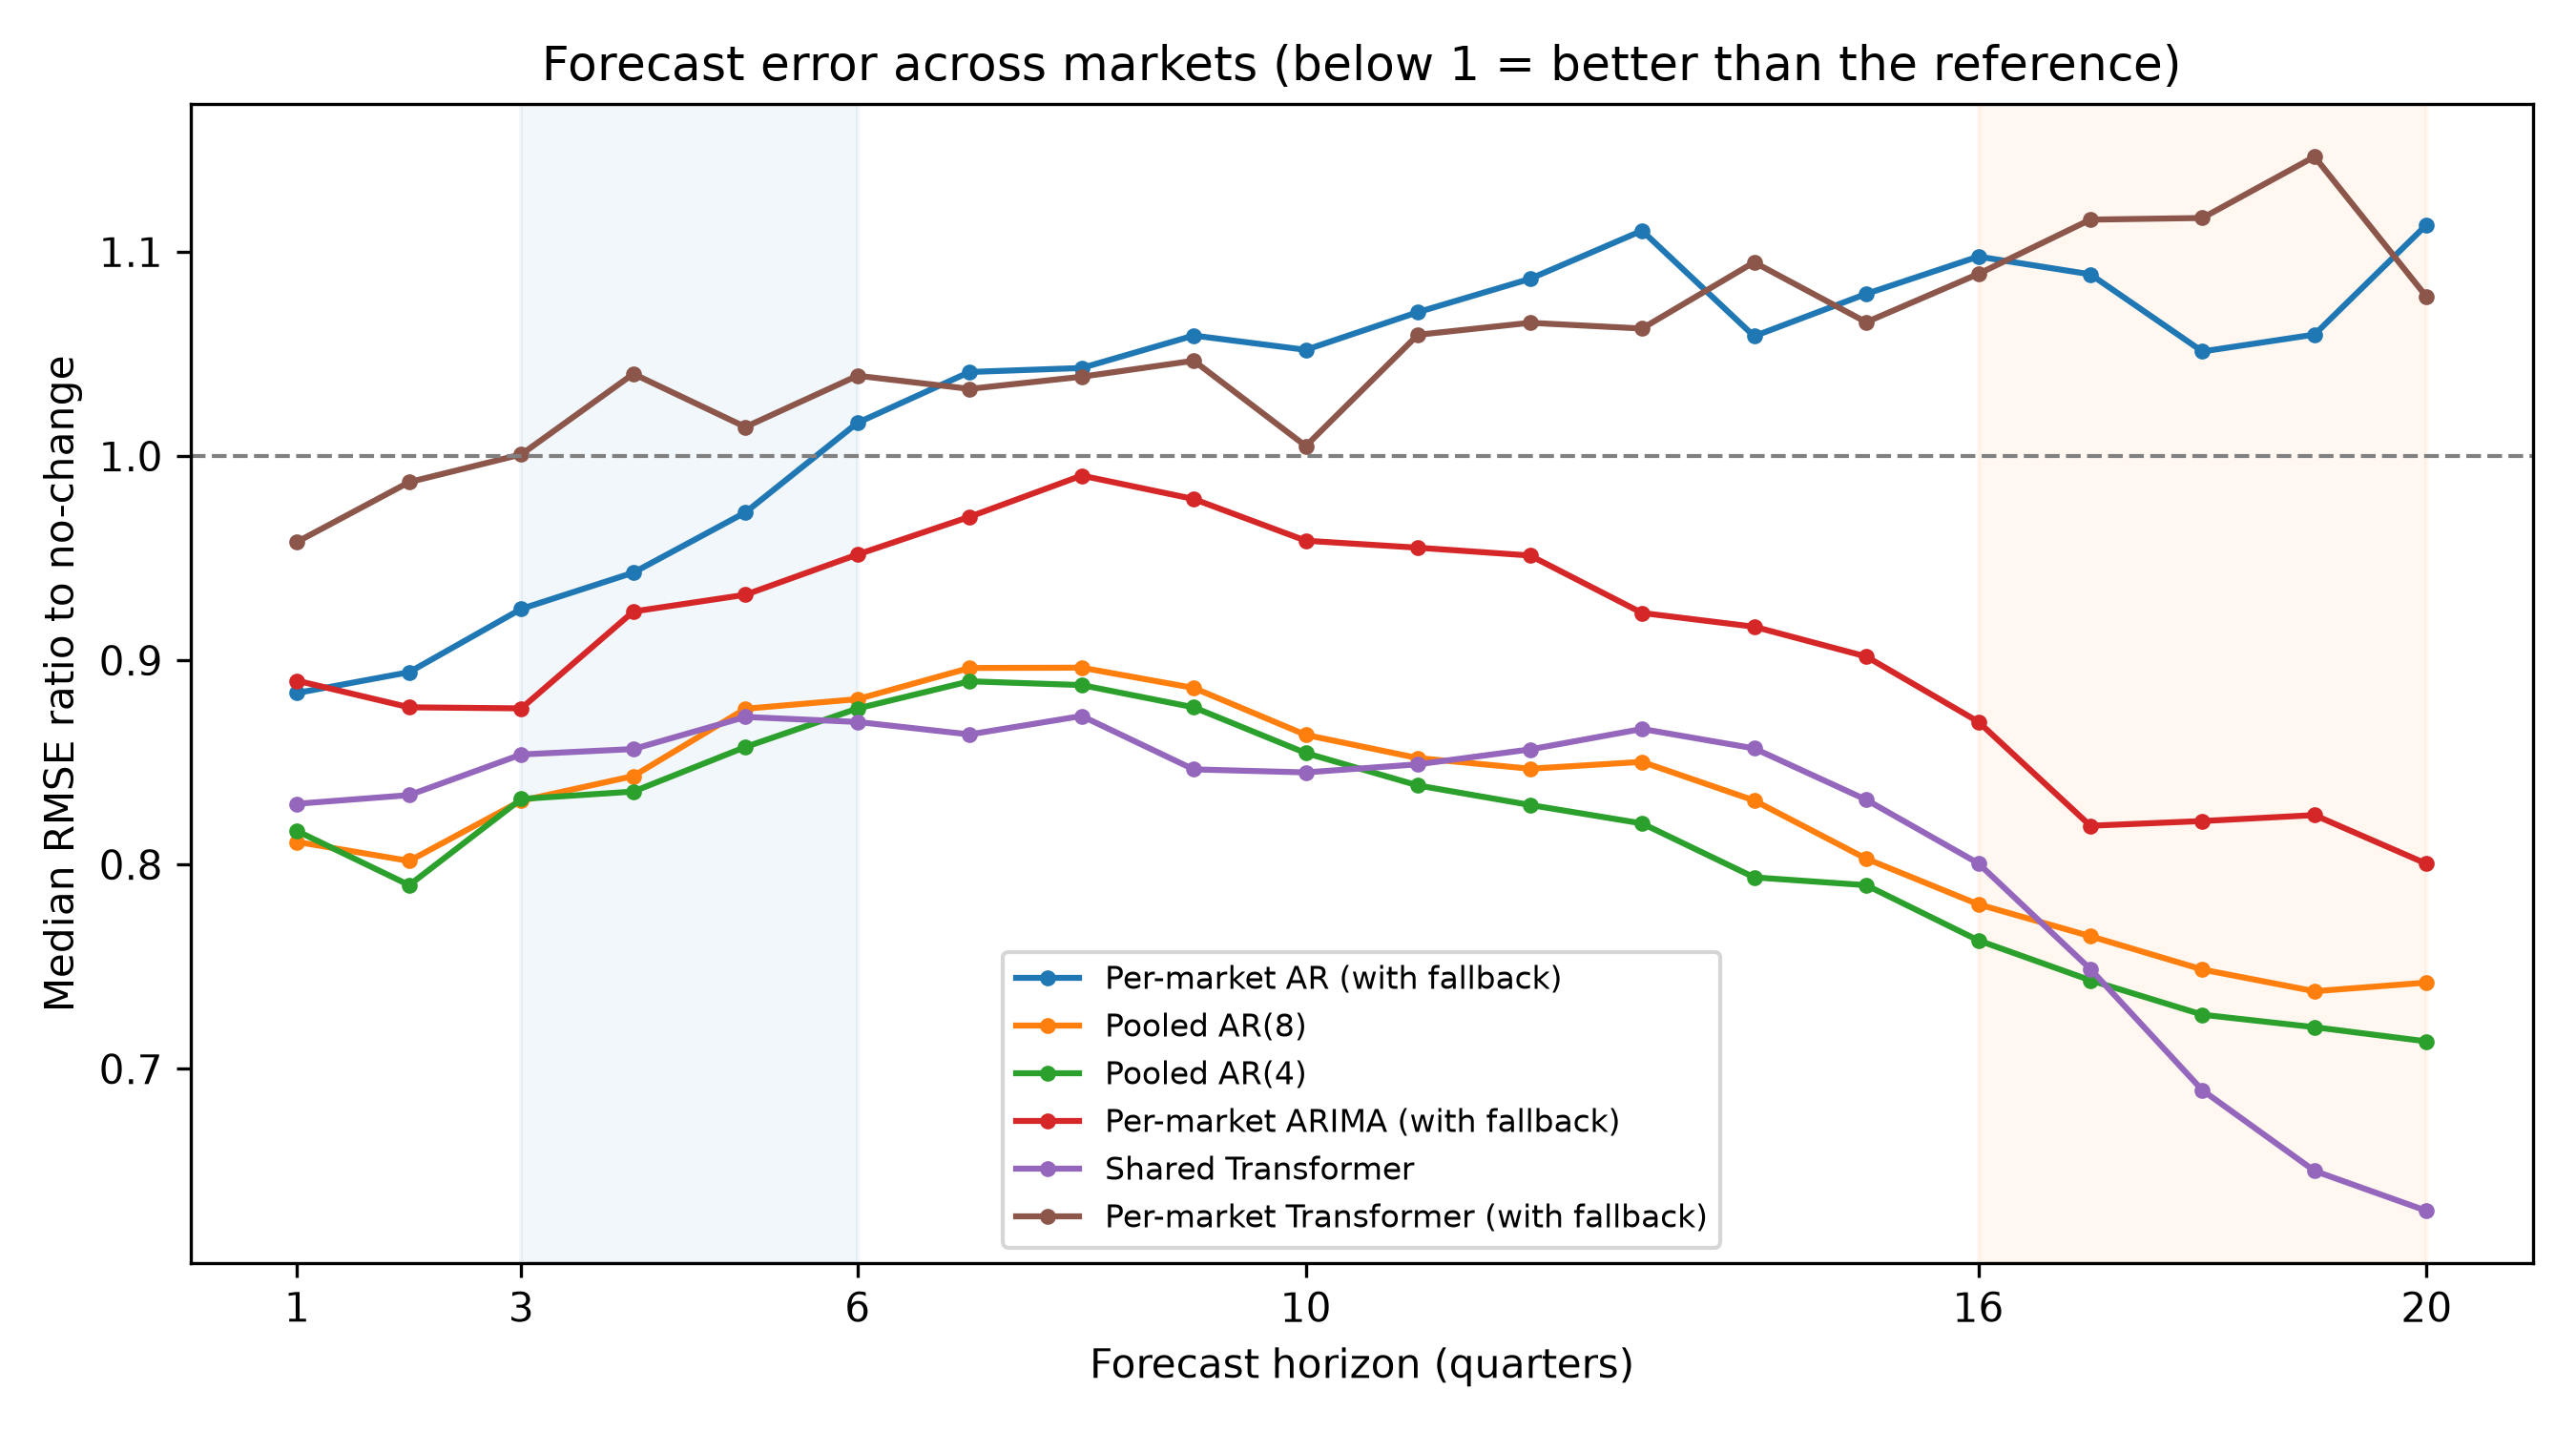 Forecast error across markets (below 1 = better than the reference)
Median RMSE ratio to no-change
1.1
1.0
0.9
0.8
0.7
Per-market AR (with fallback)
Pooled AR(8)
Pooled AR(4)
Per-market ARIMA (with fallback)
Shared Transformer
Per-market Transformer (with fallback)
1 3 6 10 16 20
Forecast horizon (quarters)